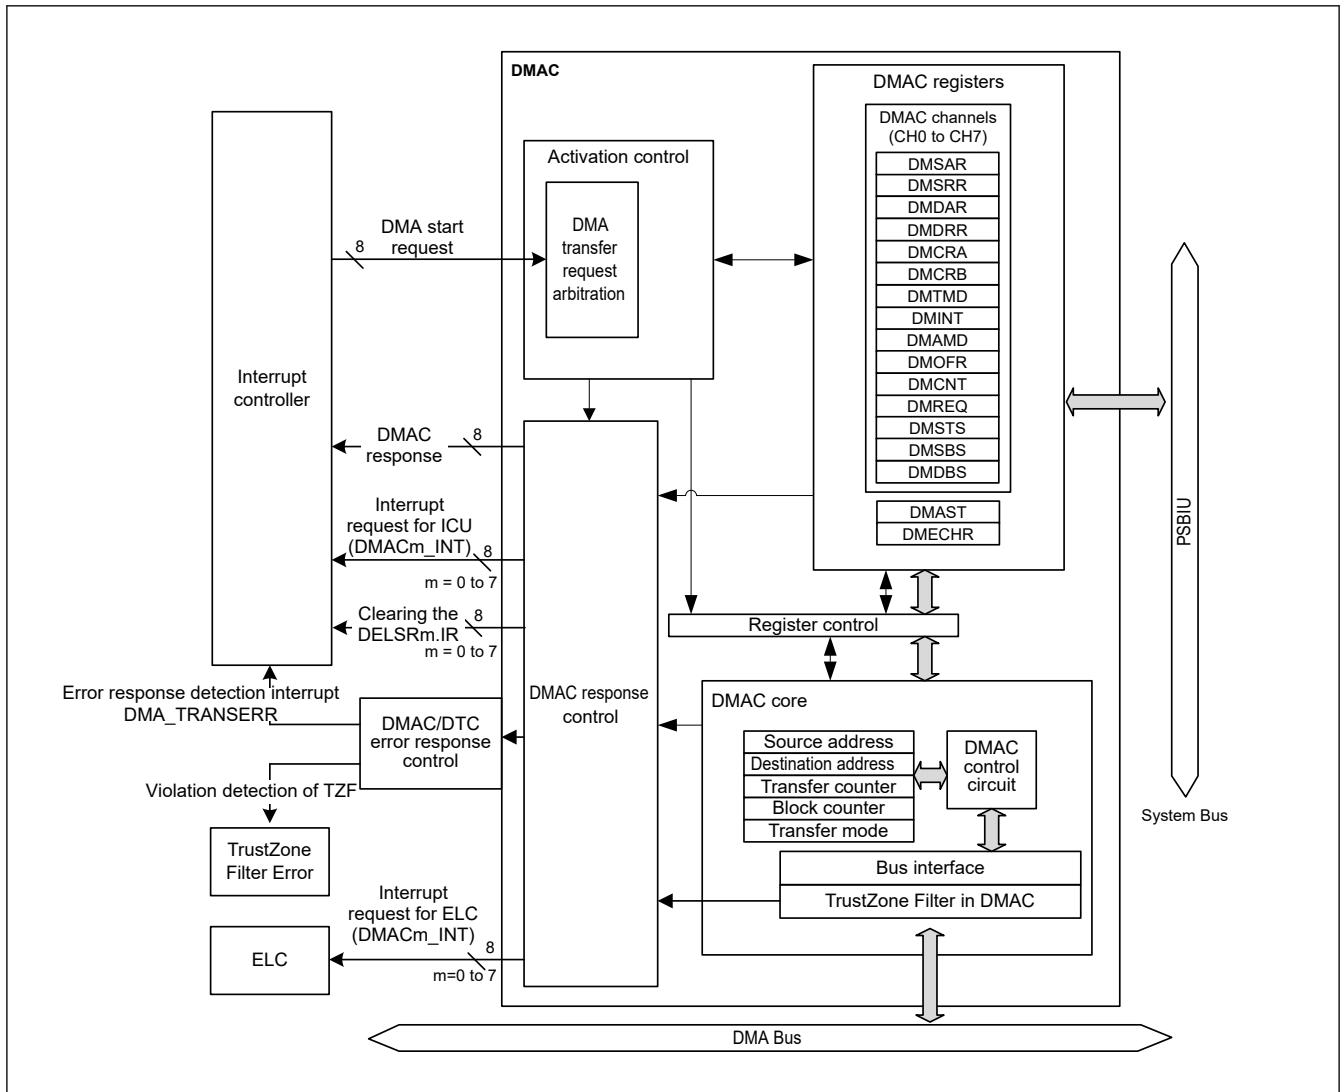 DMAC
DMAC registers
DMAC channels
(CH0 to CH7)
DMSAR
DMSRR
DMDAR
DMDRR
DMCRA
DMCRB
DMTMD
DMINT
DMAMD
DMOFR
DMCNT
DMREQ
DMSTS
DMSBS
DMDBS
DMAST
DMECHR
Activation control
DMA
transfer
request
arbitration
DMA start
request
8
Interrupt
controller
DMAC
response
8
Interrupt
request for ICU
(DMACm_INT)
8
m = 0 to 7
Clearing the
DELSRm.IR
8
m = 0 to 7
Error response detection interrupt
DMA_TRANSERR
DMAC/DTC
error response
control
Violation detection of TZF
TrustZone
Filter Error
Interrupt
request for ELC
(DMACm_INT)
8
m=0 to 7
ELC
DMAC response
control
Register control
DMAC core
Source address
Destination address
Transfer counter
Block counter
Transfer mode
DMAC
control
circuit
Bus interface
TrustZone Filter in DMAC
PSBIU
System Bus
DMA Bus